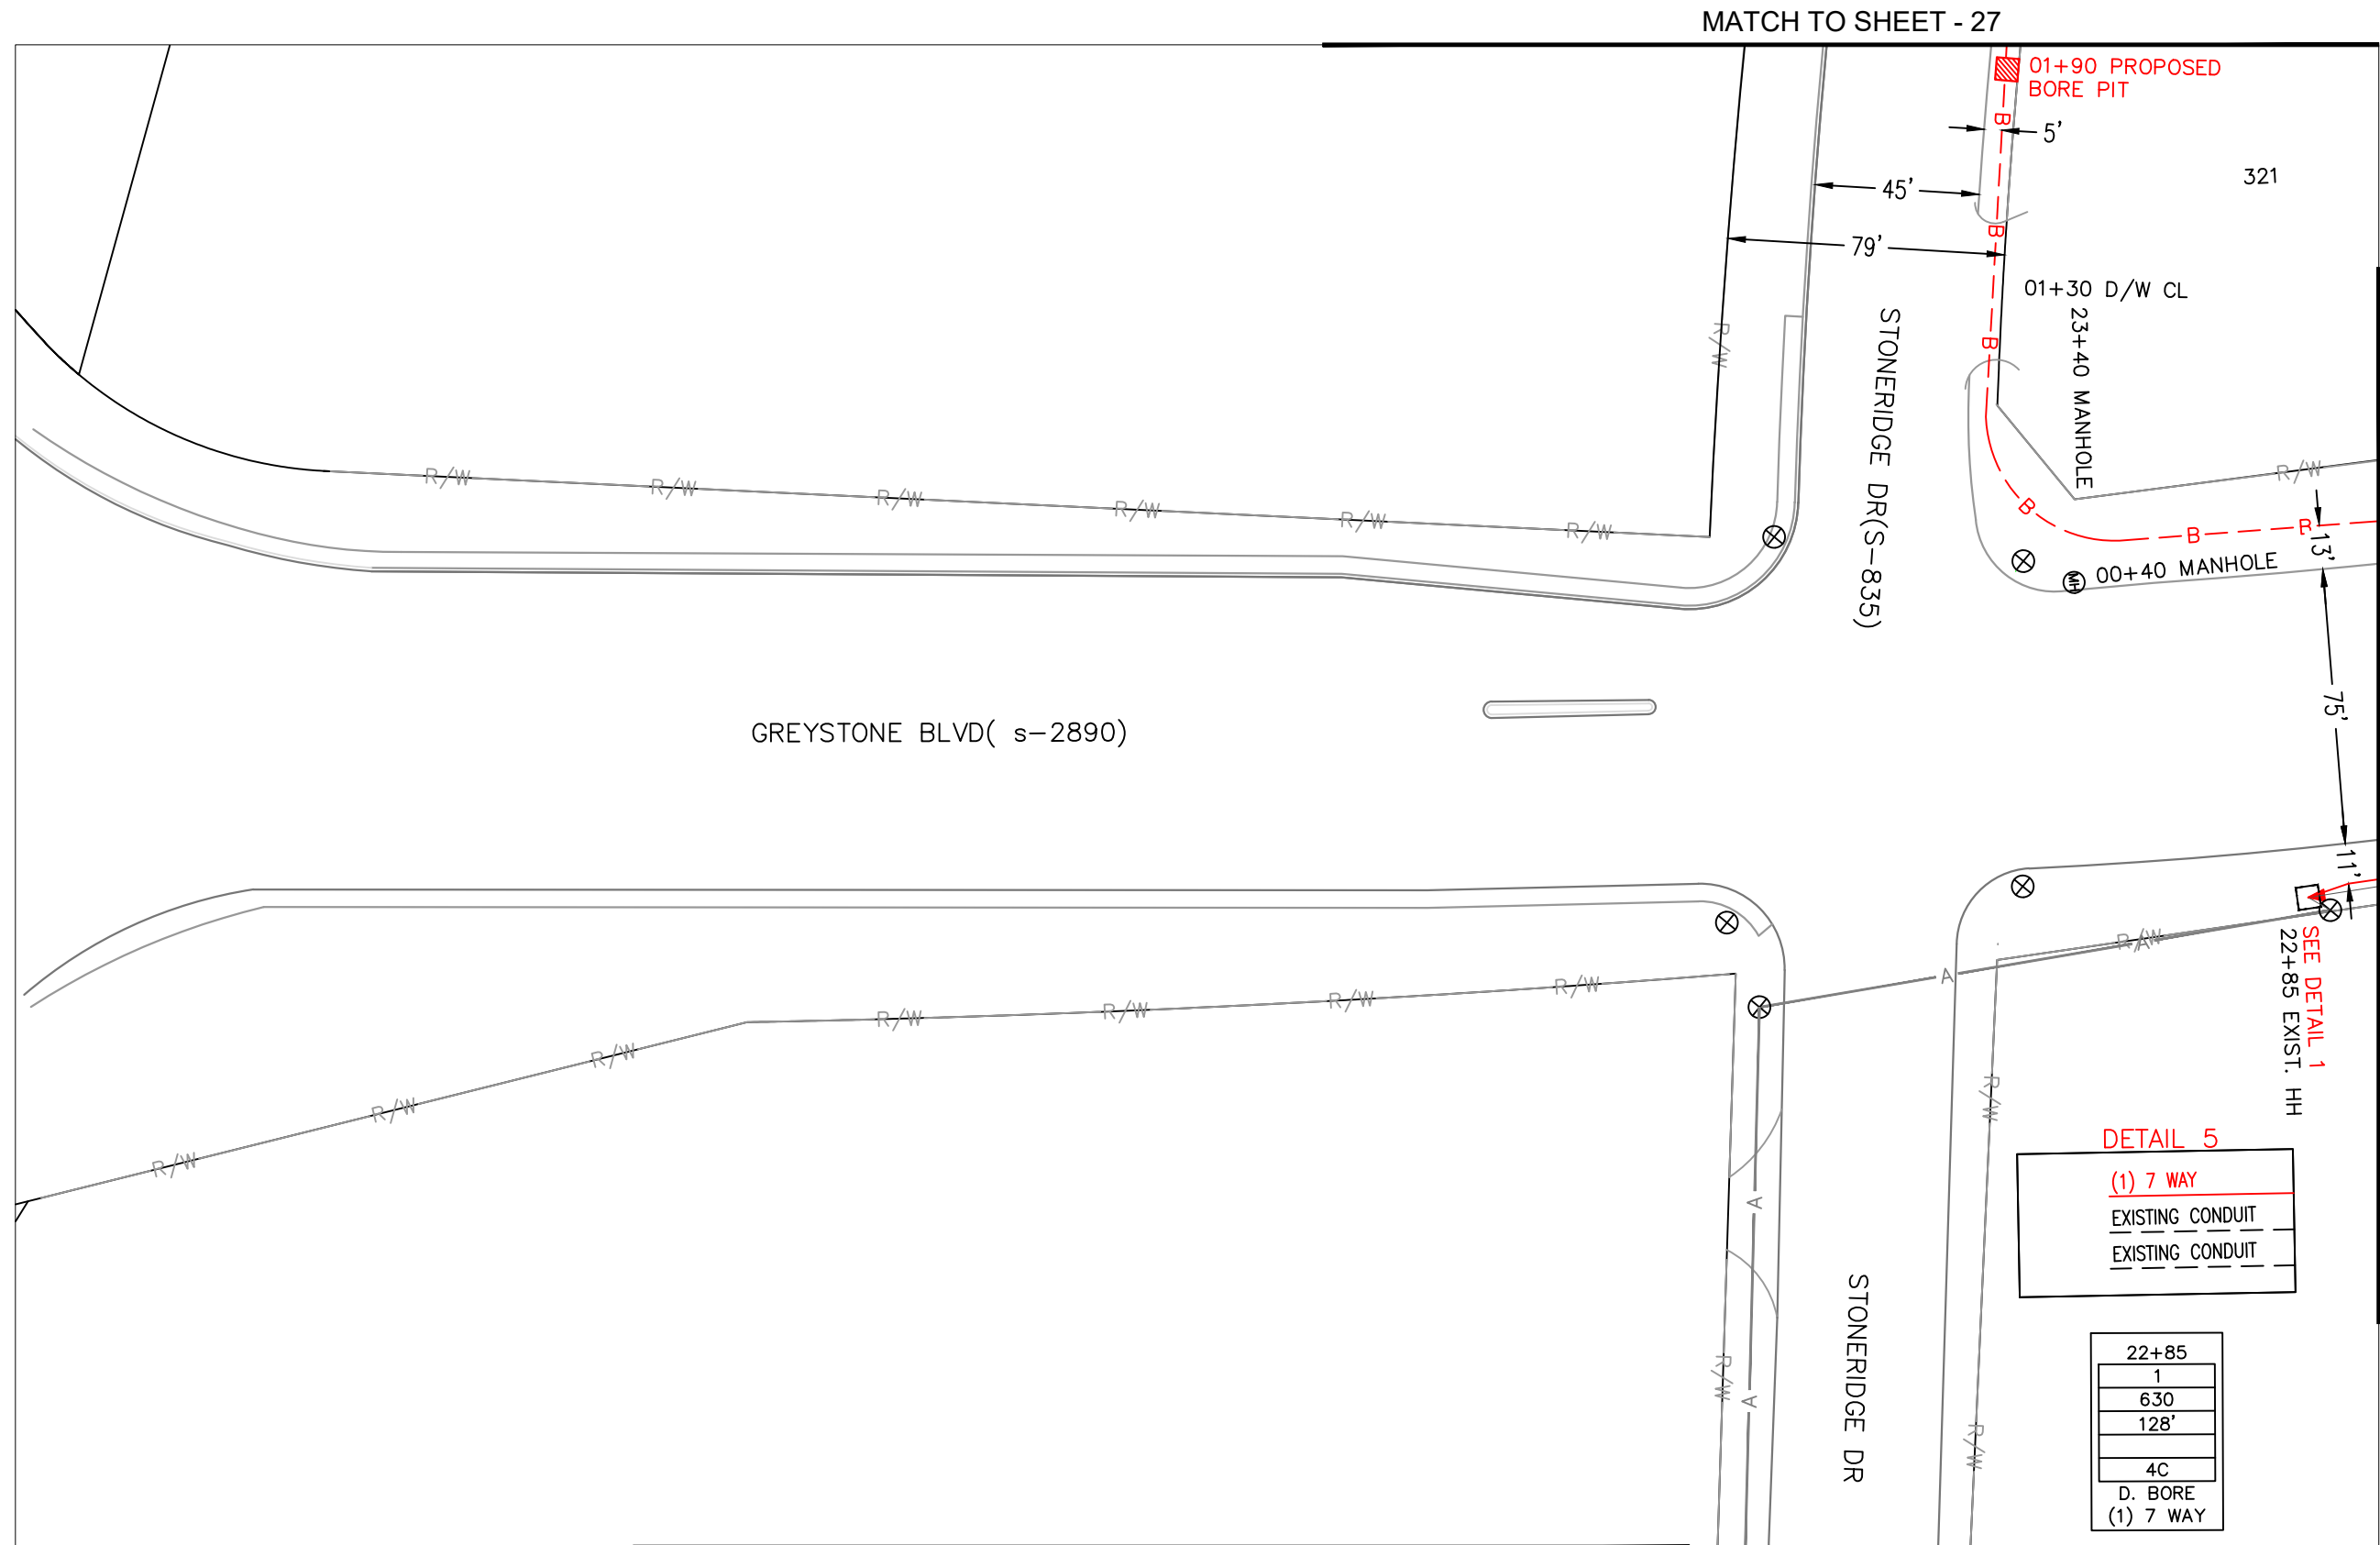 MATCH TO SHEET - 27
01+90 PROPOSED
BORE PIT
B
5'
321
45'
B
79'
01+30 D/W CL
STONERIDGE DR(S-835)
23+40 MANHOLE
R/W
B
R/W
R/W
R/W
R/W
R/W
R/W
R/W
B
B
13'
MH
00+40 MANHOLE
75'
GREYSTONE BLVD( s-2890)
11'
R/W
A
A
SEE DETAIL 1
22+85 EXIST. HH
R/W
R/W
R/W
R/W
R/W
R/W
R/W
R/W
A
A
R/W
R/W
STONERIDGE DR
DETAIL 5
(1) 7 WAY
EXISTING CONDUIT
EXISTING CONDUIT
22+85
1
630
128'
4C
D. BORE
(1) 7 WAY